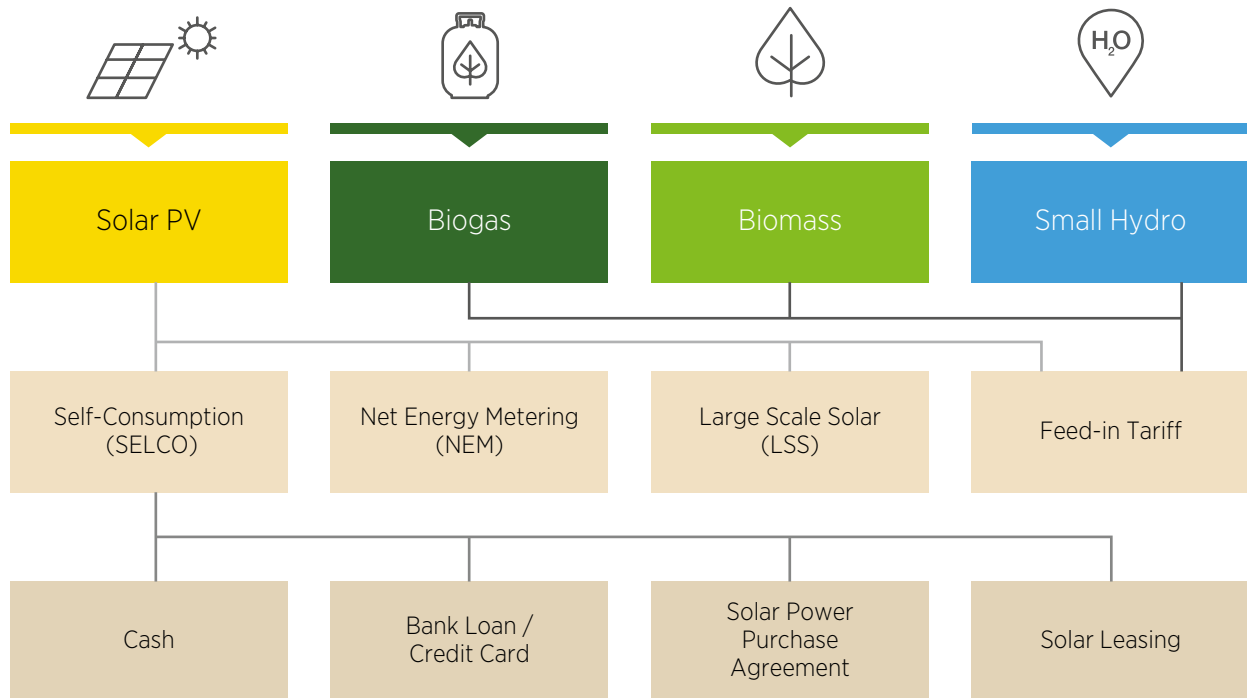 H₂O
Solar PV
Biogas
Biomass
Small Hydro
Self-Consumption
(SELCO)
Net Energy Metering
(NEM)
Large Scale Solar
(LSS)
Feed-in Tariff
Cash
Bank Loan /
Credit Card
Solar Power
Purchase
Agreement
Solar Leasing